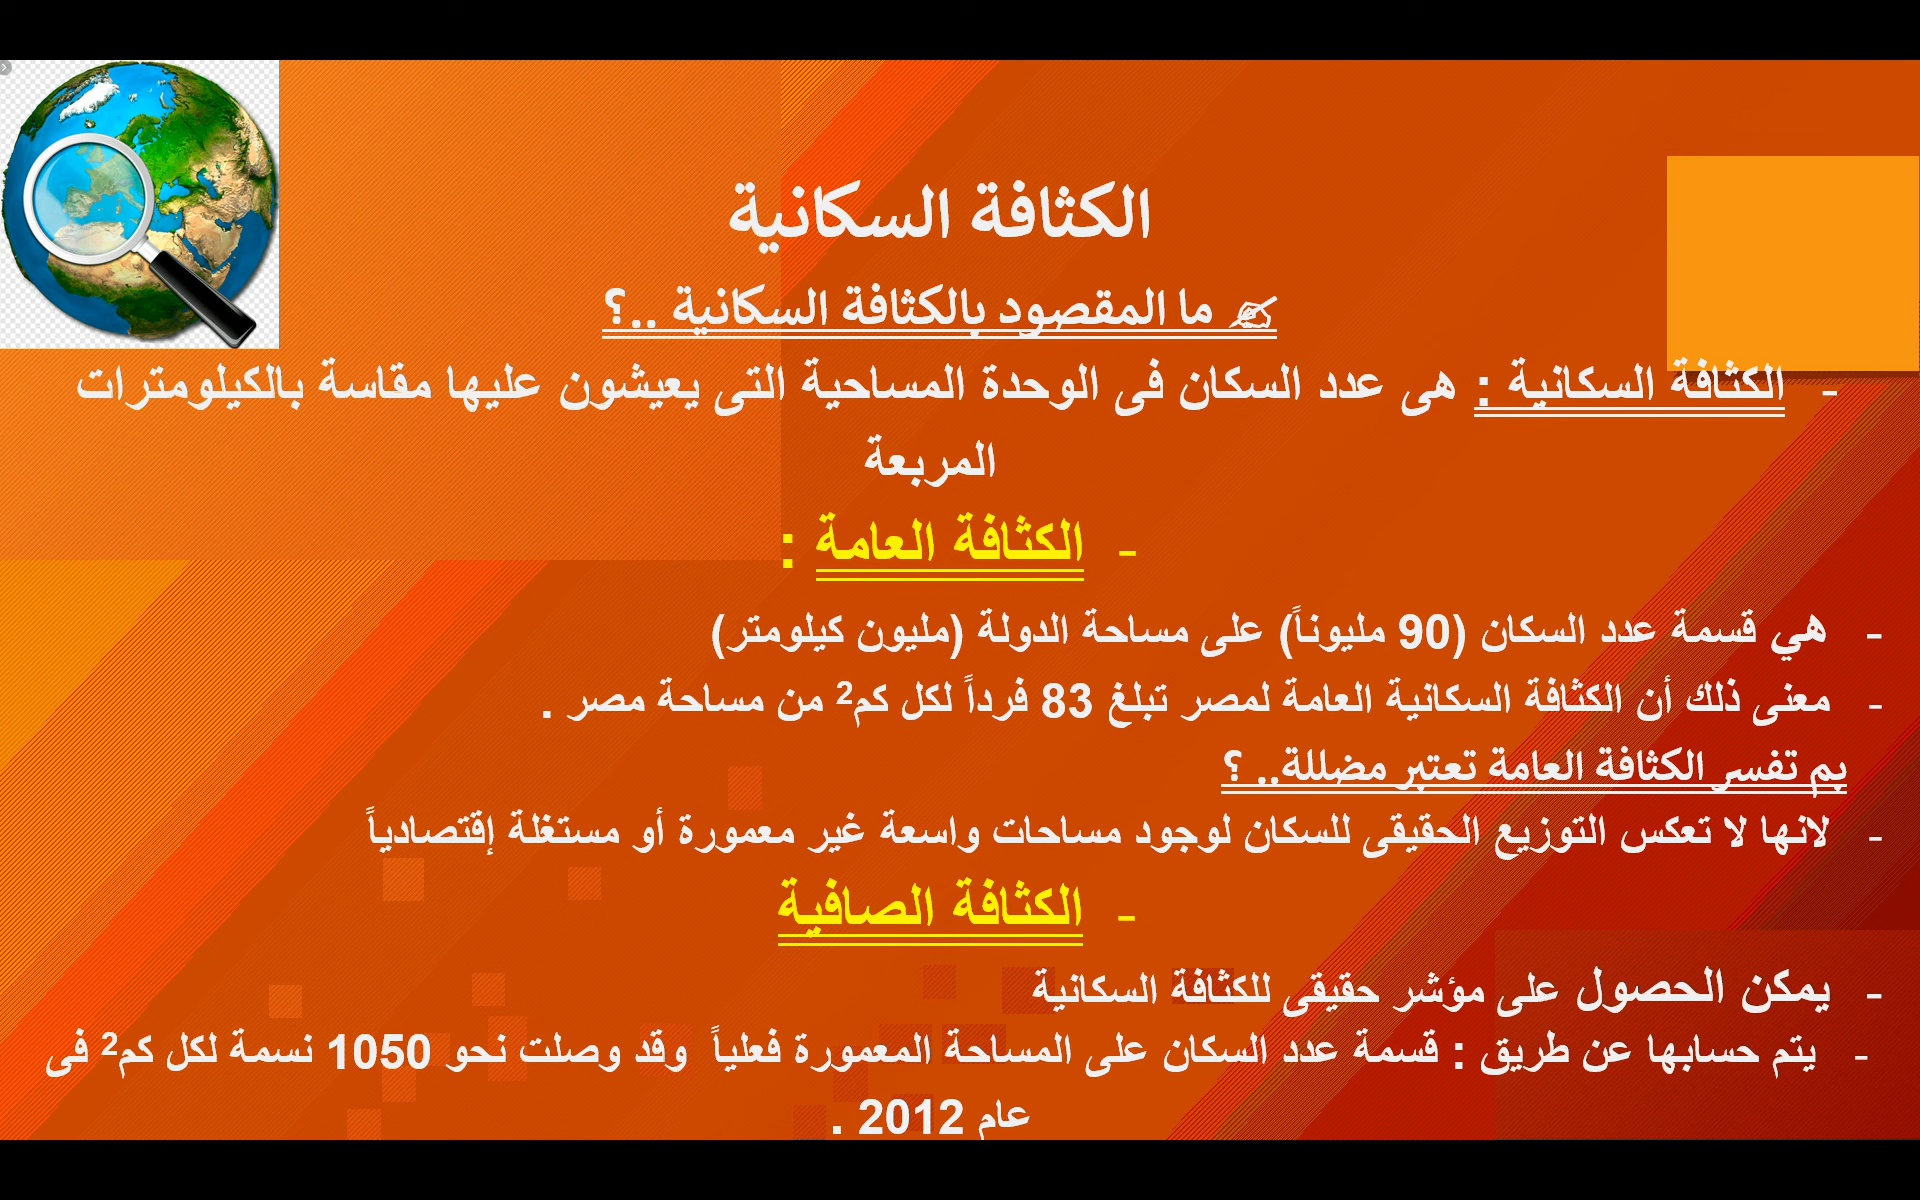 الكثافة السكانية
ما المقصود بالكثافة السكانية ..؟
- الكثافة السكانية : هى عدد السكان فى الوحدة المساحية التى يعيشون عليها مقاسة بالكيلومترات
المربعة
- الكثافة العامة :
- هي قسمة عدد السكان (90 مليوناً) على مساحة الدولة (مليون كيلومتر)
- معنى ذلك أن الكثافة السكانية العامة لمصر تبلغ 83 فرداً لكل كم2 من مساحة مصر .
بم تفسر الكثافة العامة تعتبر مضللة.. ؟
- لانها لا تعكس التوزيع الحقيقى للسكان لوجود مساحات واسعة غير معمورة أو مستغلة إقتصادياً
- الكثافة الصافية
- يمكن الحصول على مؤشر حقيقى للكثافة السكانية
- يتم حسابها عن طريق : قسمة عدد السكان على المساحة المعمورة فعلياً وقد وصلت نحو 1050 نسمة لكل كم2 فى
عام 2012 .